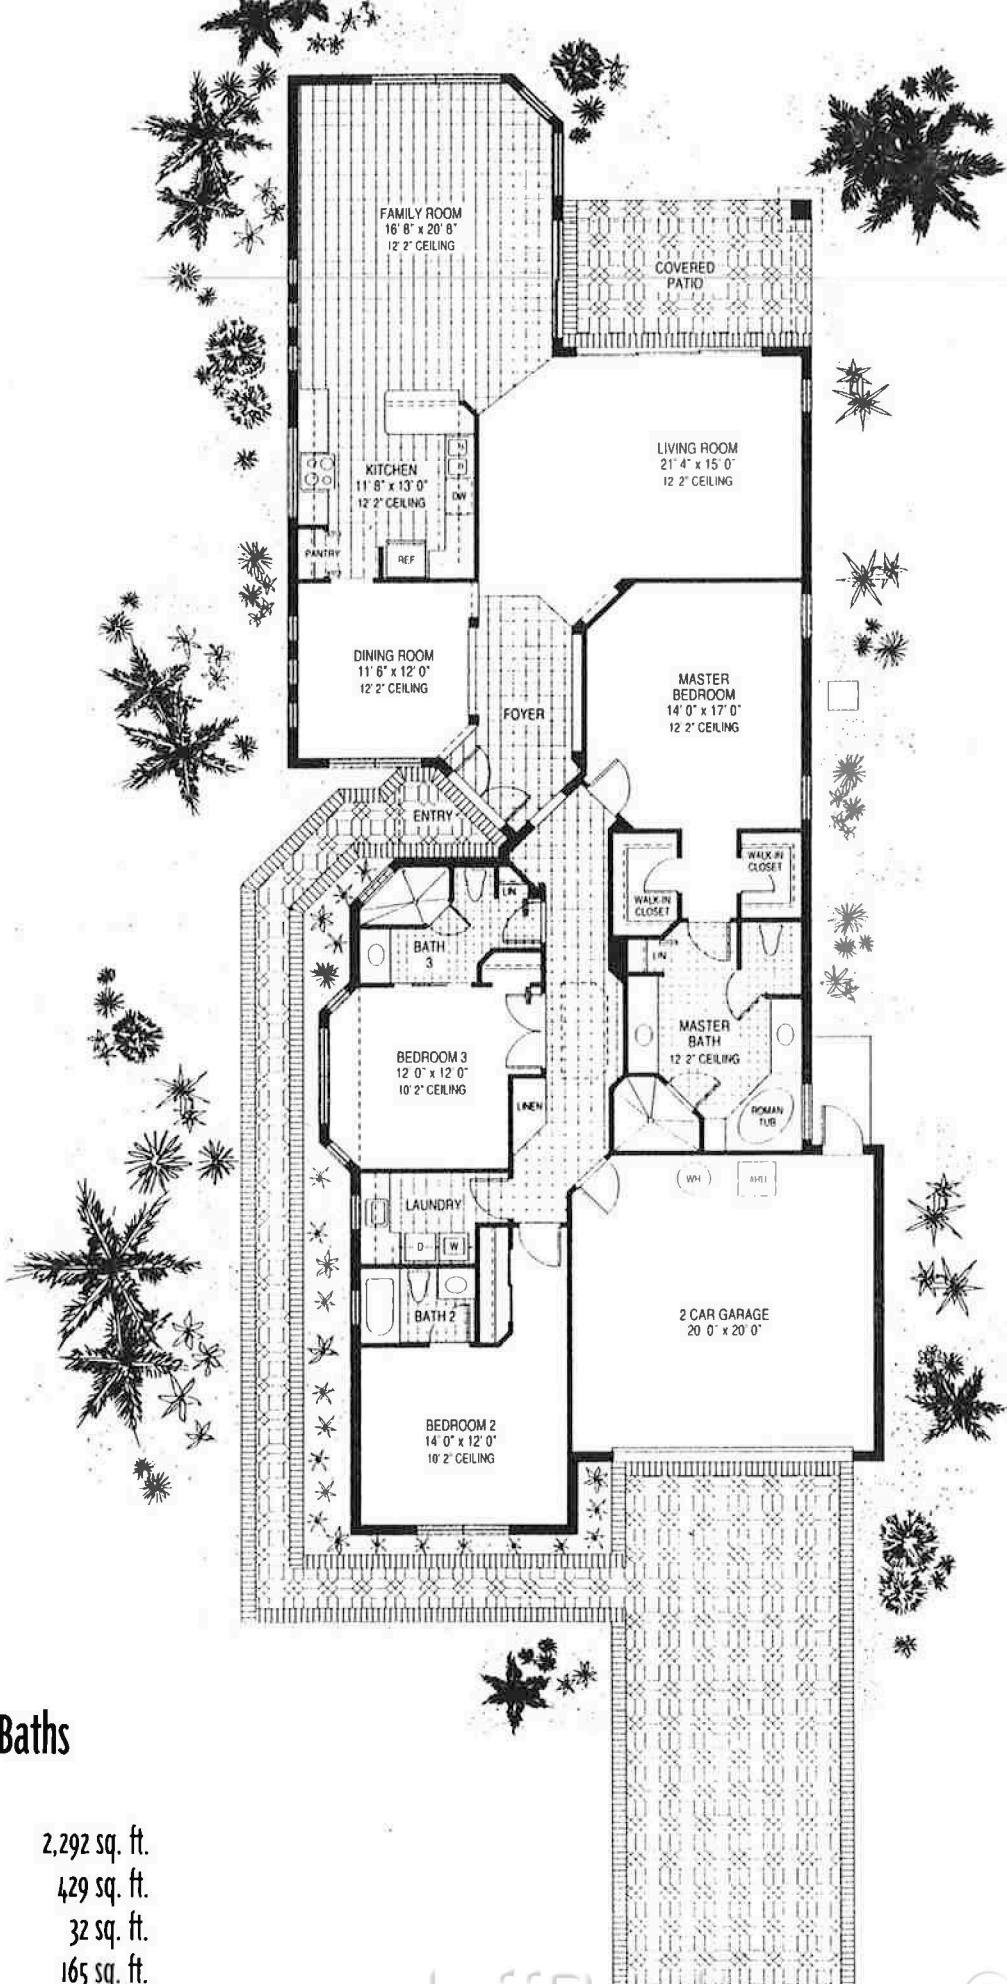 FAMILY ROOM
16' 8" x 20' 8"
12' 2" CEILING
COVERED
PATIO
LIVING ROOM
21' 4" x 15' 0"
12' 2" CEILING
KITCHEN
11' 8" x 13' 0"
12' 2" CEILING
DW
PANTRY
REF
DINING ROOM
11' 6" x 12' 0"
12' 2" CEILING
FOYER
MASTER
BEDROOM
14' 0" x 17' 0"
12' 2" CEILING
ENTRY
WALK-IN
CLOSET
WALK-IN
CLOSET
LIN
BATH
3
LIN
MASTER
BATH
12' 2" CEILING
BEDROOM 3
12' 0" x 12' 0"
10' 2" CEILING
LINEN
ROMAN
TUB
WH
AHU
LAUNDRY
D
W
BATH 2
2 CAR GARAGE
20' 0" x 20' 0"
BEDROOM 2
14' 0" x 12' 0"
10' 2" CEILING
Baths
2,292 sq. ft.
429 sq. ft.
32 sq. ft.
165 sq. ft.